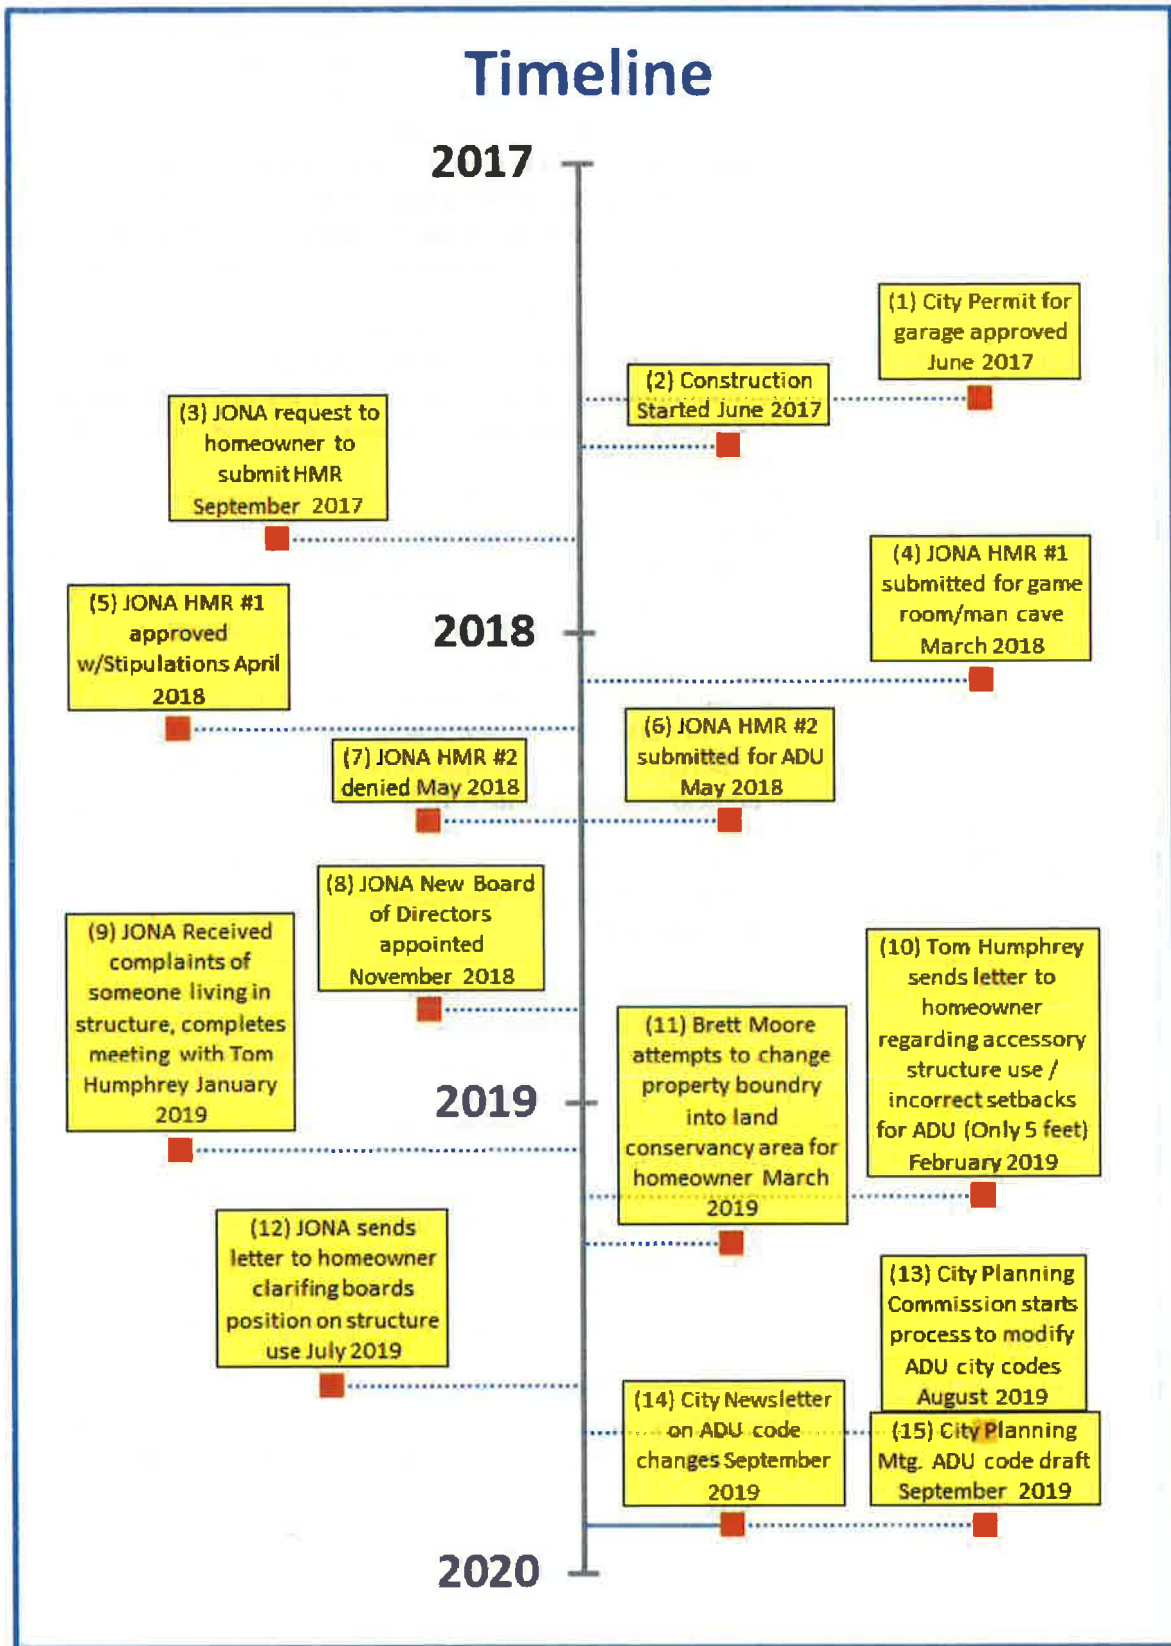 Timeline
2017
(1) City Permit for
garage approved
June 2017
(2) Construction
Started June 2017
(3) JONA request to
homeowner to
submit HMR
September 2017
(4) JONA HMR #1
submitted for game
room/man cave
March 2018
(5) JONA HMR #1
approved
w/Stipulations April
2018
2018
(6) JONA HMR #2
submitted for ADU
May 2018
(7) JONA HMR #2
denied May 2018
(8) JONA New Board
of Directors
appointed
November 2018
(9) JONA Received
complaints of
someone living in
structure, completes
meeting with Tom
Humphrey January
2019
(10) Tom Humphrey
sends letter to
homeowner
regarding accessory
structure use /
incorrect setbacks
for ADU (Only 5 feet)
February 2019
(11) Brett Moore
attempts to change
property boundry
into land
conservancy area for
homeowner March
2019
2019
(12) JONA sends
letter to homeowner
clarifing boards
position on structure
use July 2019
(13) City Planning
Commission starts
process to modify
ADU city codes
August 2019
(14) City Newsletter
on ADU code
changes September
2019
(15) City Planning
Mtg. ADU code draft
September 2019
2020